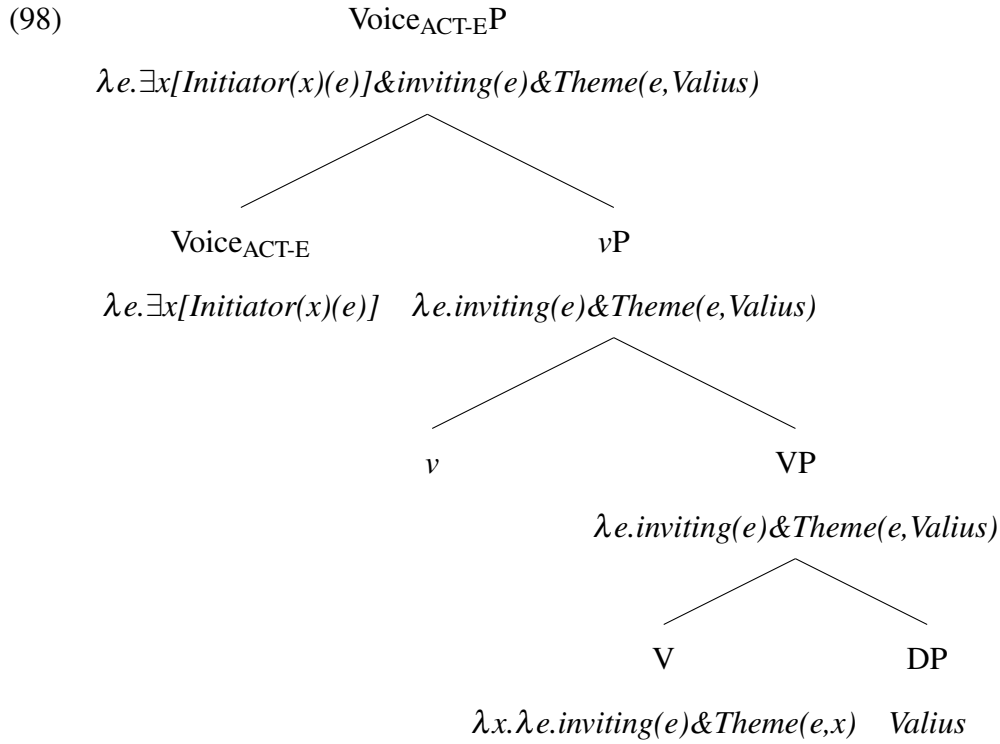 (98) Voice_ACT-E P
λe.∃x[Initiator(x)(e)]&inviting(e)&Theme(e,Valius)
Voice_ACT-E vP
λe.∃x[Initiator(x)(e)] λe.inviting(e)&Theme(e,Valius)
v VP
λe.inviting(e)&Theme(e,Valius)
V DP
λx.λe.inviting(e)&Theme(e,x) Valius